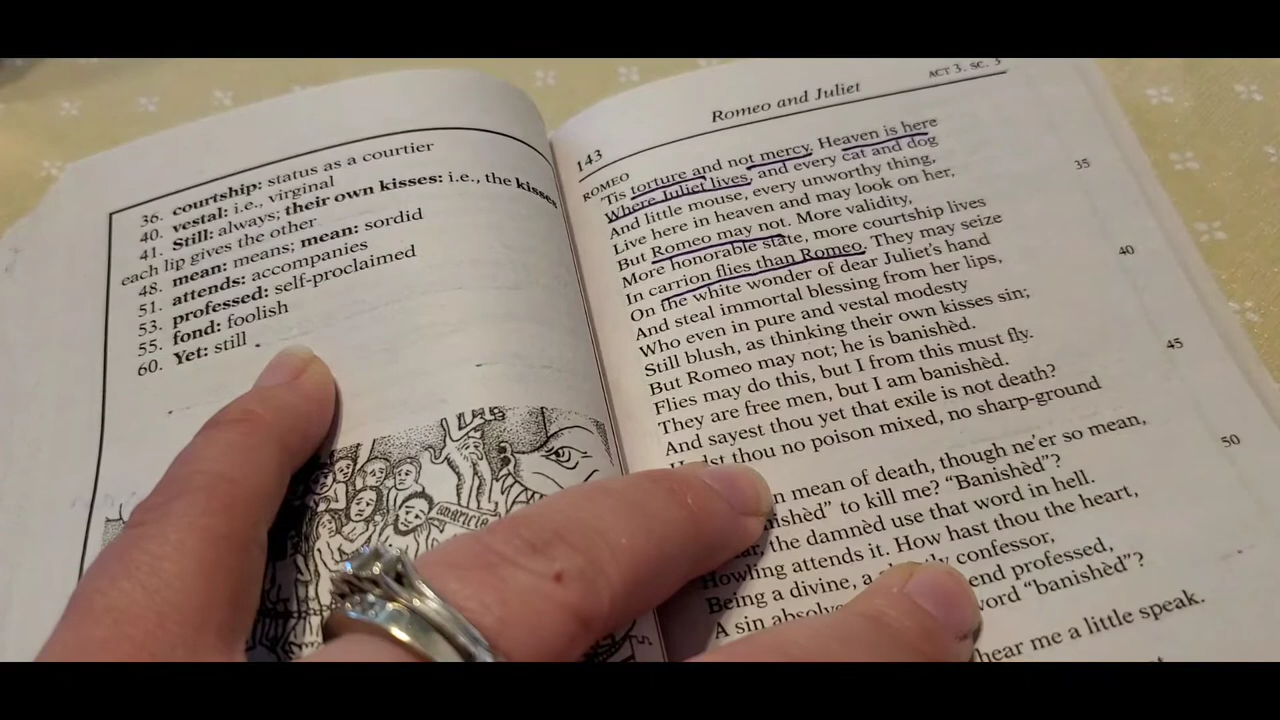 36. courtship: status as a courtier
40. vestal: i.e., virginal
41. Still: always; their own kisses: i.e., the kisses
each lip gives the other
48. mean: means; mean: sordid
51. attends: accompanies
53. professed: self-proclaimed
55. fond: foolish
60. Yet: still
143 Romeo and Juliet ACT 3. SC. 3
ROMEO
'Tis torture and not mercy. Heaven is here
Where Juliet lives, and every cat and dog
And little mouse, every unworthy thing,
Live here in heaven and may look on her,
But Romeo may not. More validity, 35
More honorable state, more courtship lives
In carrion flies than Romeo. They may seize
On the white wonder of dear Juliet's hand
And steal immortal blessing from her lips,
Who even in pure and vestal modesty 40
Still blush, as thinking their own kisses sin;
But Romeo may not; he is banishèd.
Flies may do this, but I from this must fly.
They are free men, but I am banishèd.
And sayest thou yet that exile is not death? 45
thou no poison mixed, no sharp-ground
mean of death, though ne'er so mean,
to kill me? "Banishèd"?
the damnèd use that word in hell.
Howling attends it. How hast thou the heart, 50
Being a divine, a confessor,
A sin professed,
word "banishèd"?
hear me a little speak.